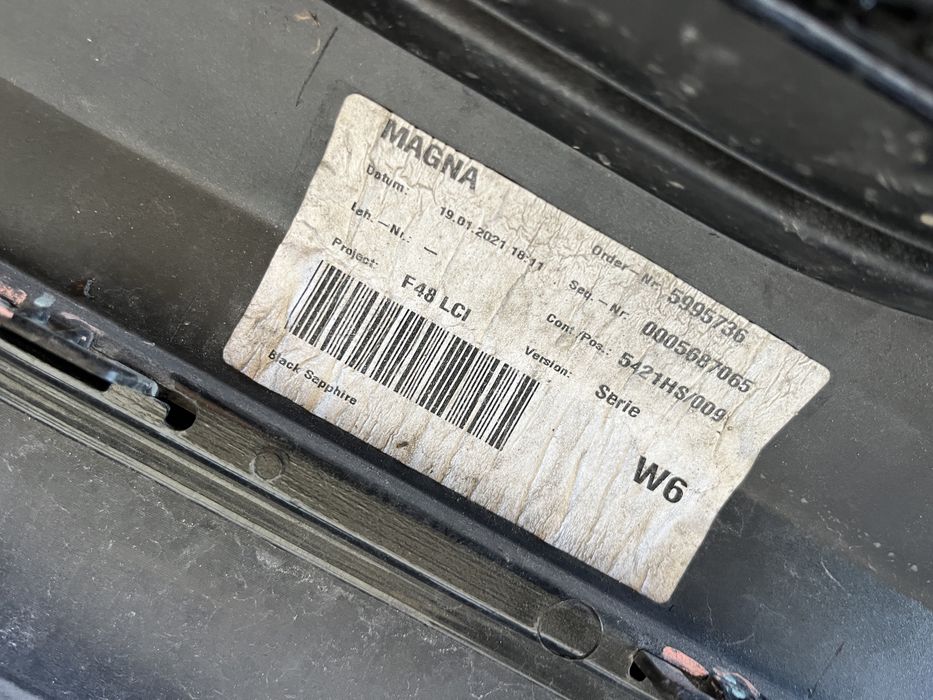 MAGNA
Datum: 19.01.2021 18:11 Order-Nr. 5995736
Leh.-Nr.: – Seq.-Nr. 0005687065
Project: F48 LCI Cont./Pos.: 5421HS/009
Version: Serie
Black Sapphire W6